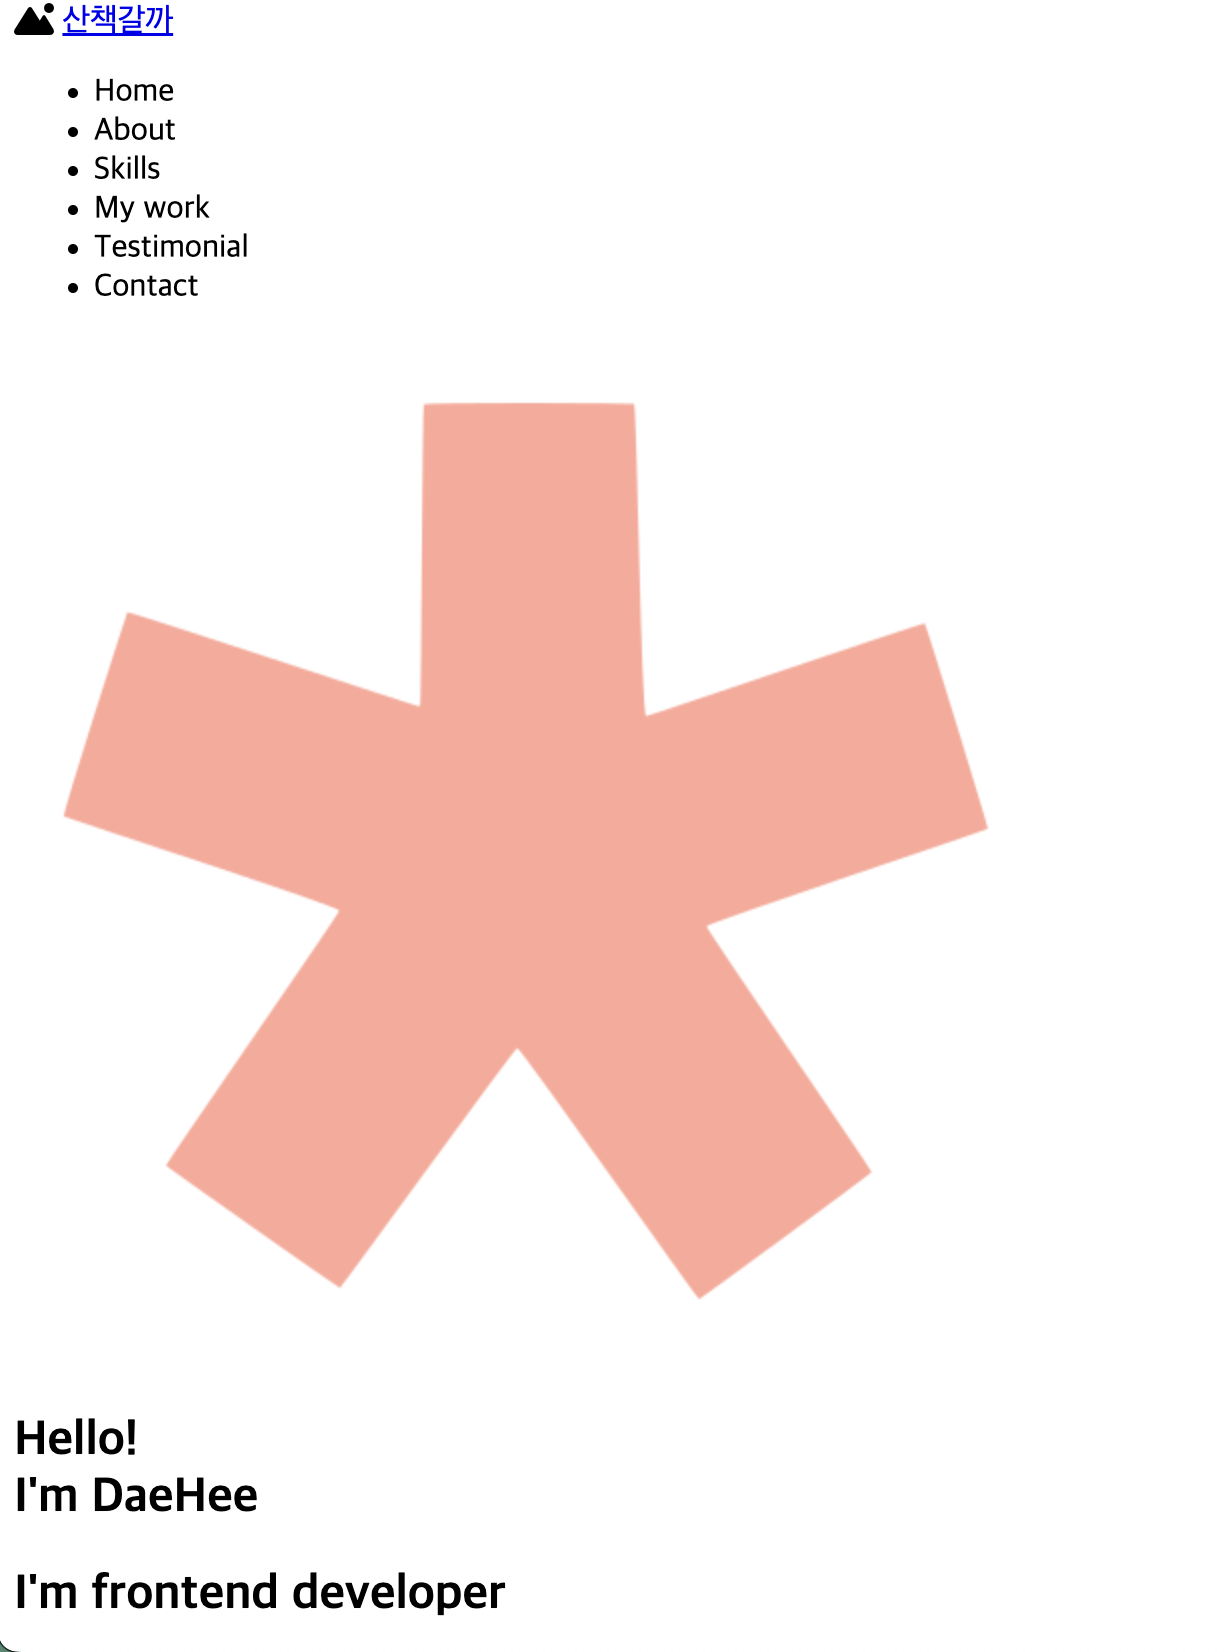 산책갈까
Home
About
Skills
My work
Testimonial
Contact
Hello!
I'm DaeHee
I'm frontend developer